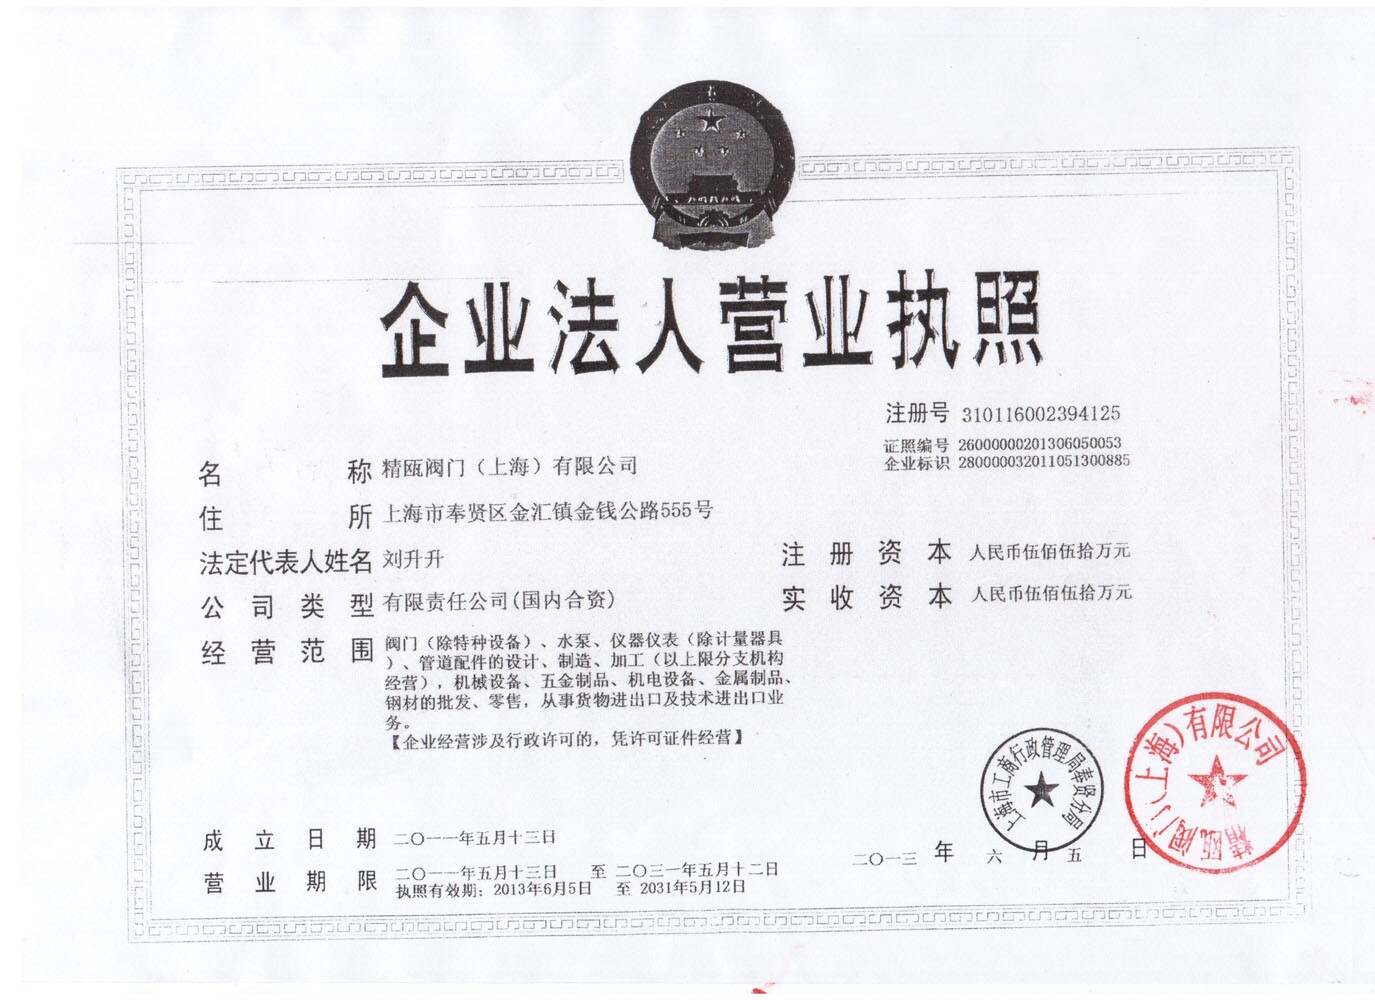 企业法人营业执照
注册号 310116002394125
证照编号 26000000201306050053
企业标识 280000032011051300885
名称 精瓯阀门（上海）有限公司
住所 上海市奉贤区金汇镇金钱公路555号
法定代表人姓名 刘升升
注册资本 人民币伍佰伍拾万元
公司类型 有限责任公司(国内合资)
实收资本 人民币伍佰伍拾万元
经营范围 阀门（除特种设备）、水泵、仪器仪表（除计量器具
）、管道配件的设计、制造、加工（以上限分支机构
经营），机械设备、五金制品、机电设备、金属制品、
钢材的批发、零售，从事货物进出口及技术进出口业
务。
【企业经营涉及行政许可的，凭许可证件经营】
上海市工商行政管理局奉贤分局
精瓯阀门（上海）有限公司
成立日期 二〇一一年五月十三日
二〇一三年六月五日
营业期限 二〇一一年五月十三日 至 二〇三一年五月十二日
执照有效期：2013年6月5日 至 2031年5月12日